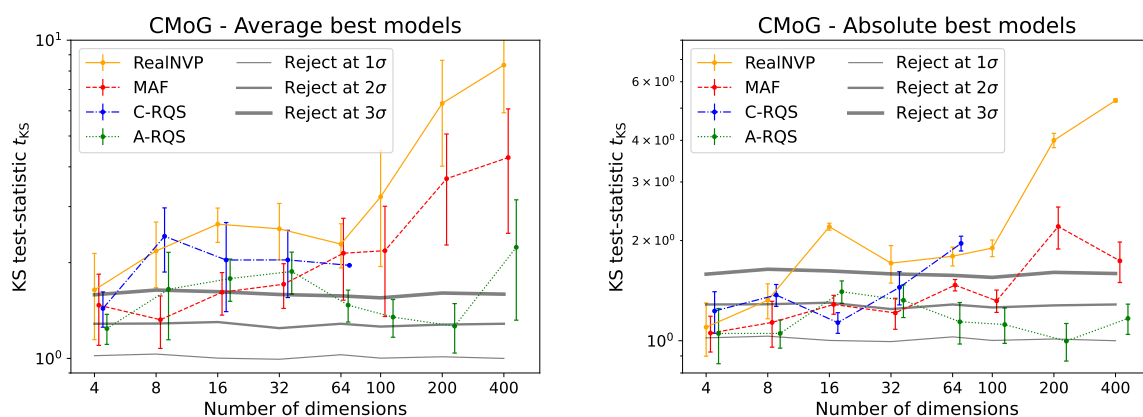 CMoG - Average best models
10¹
RealNVP
MAF
C-RQS
A-RQS
Reject at 1σ
Reject at 2σ
Reject at 3σ
KS test-statistic t_KS
10⁰
4 8 16 32 64 100 200 400
Number of dimensions
CMoG - Absolute best models
6 × 10⁰
RealNVP
MAF
C-RQS
A-RQS
Reject at 1σ
Reject at 2σ
Reject at 3σ
4 × 10⁰
3 × 10⁰
KS test-statistic t_KS
2 × 10⁰
10⁰
4 8 16 32 64 100 200 400
Number of dimensions